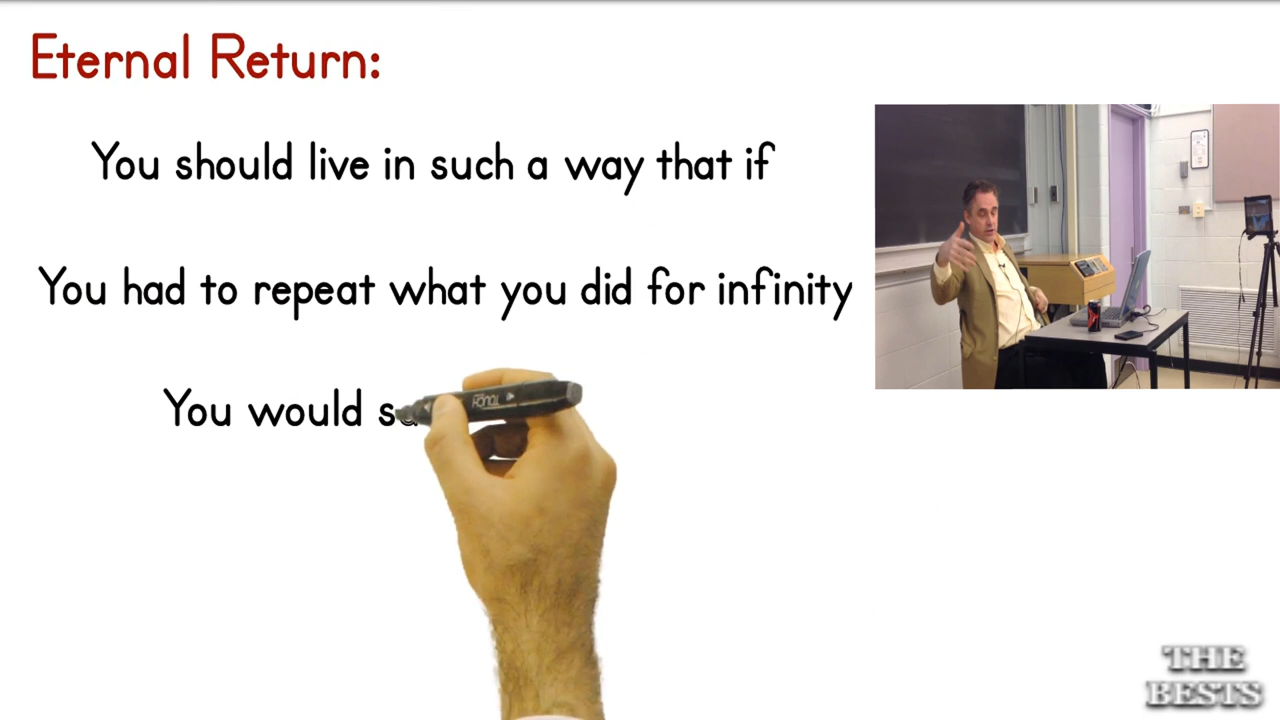 Eternal Return:
You should live in such a way that if
You had to repeat what you did for infinity
You would
THE
BESTS